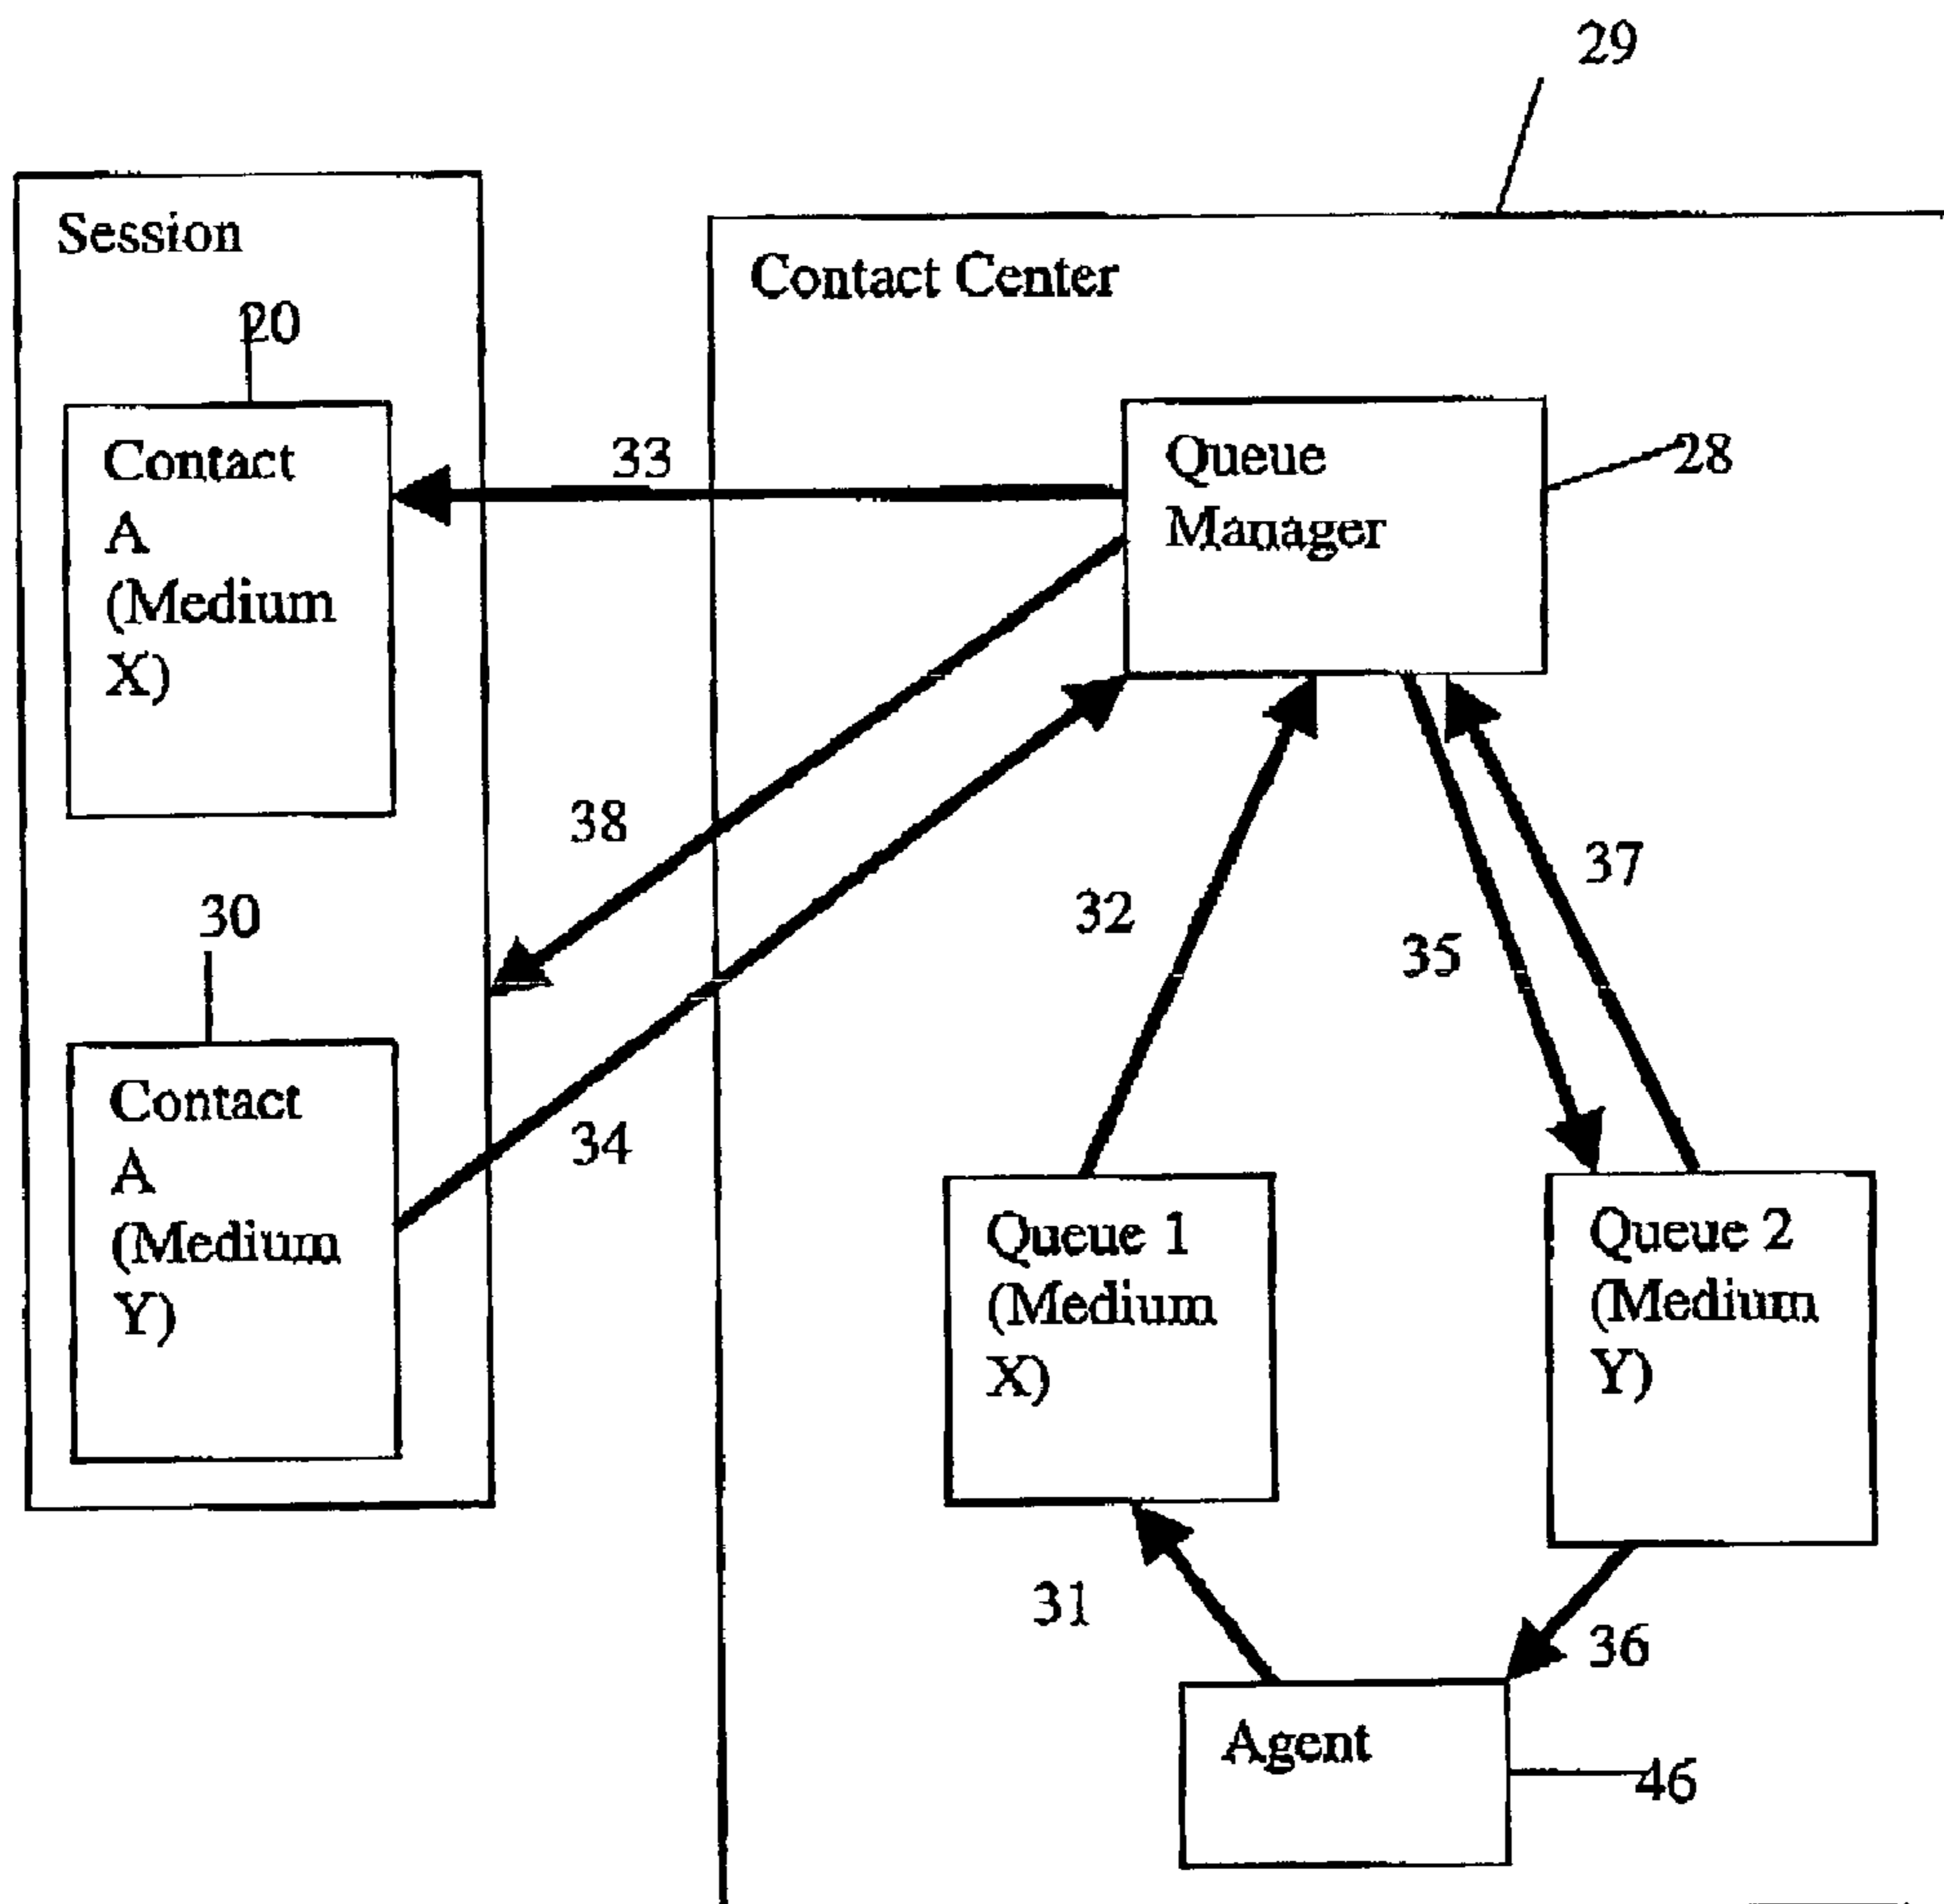 29
Session
Contact Center
20
Contact
A
(Medium
X)
33
Queue
Manager
28
38
30
32
37
35
Contact
A
(Medium
Y)
34
Queue 1
(Medium
X)
Queue 2
(Medium
Y)
31
36
Agent
46